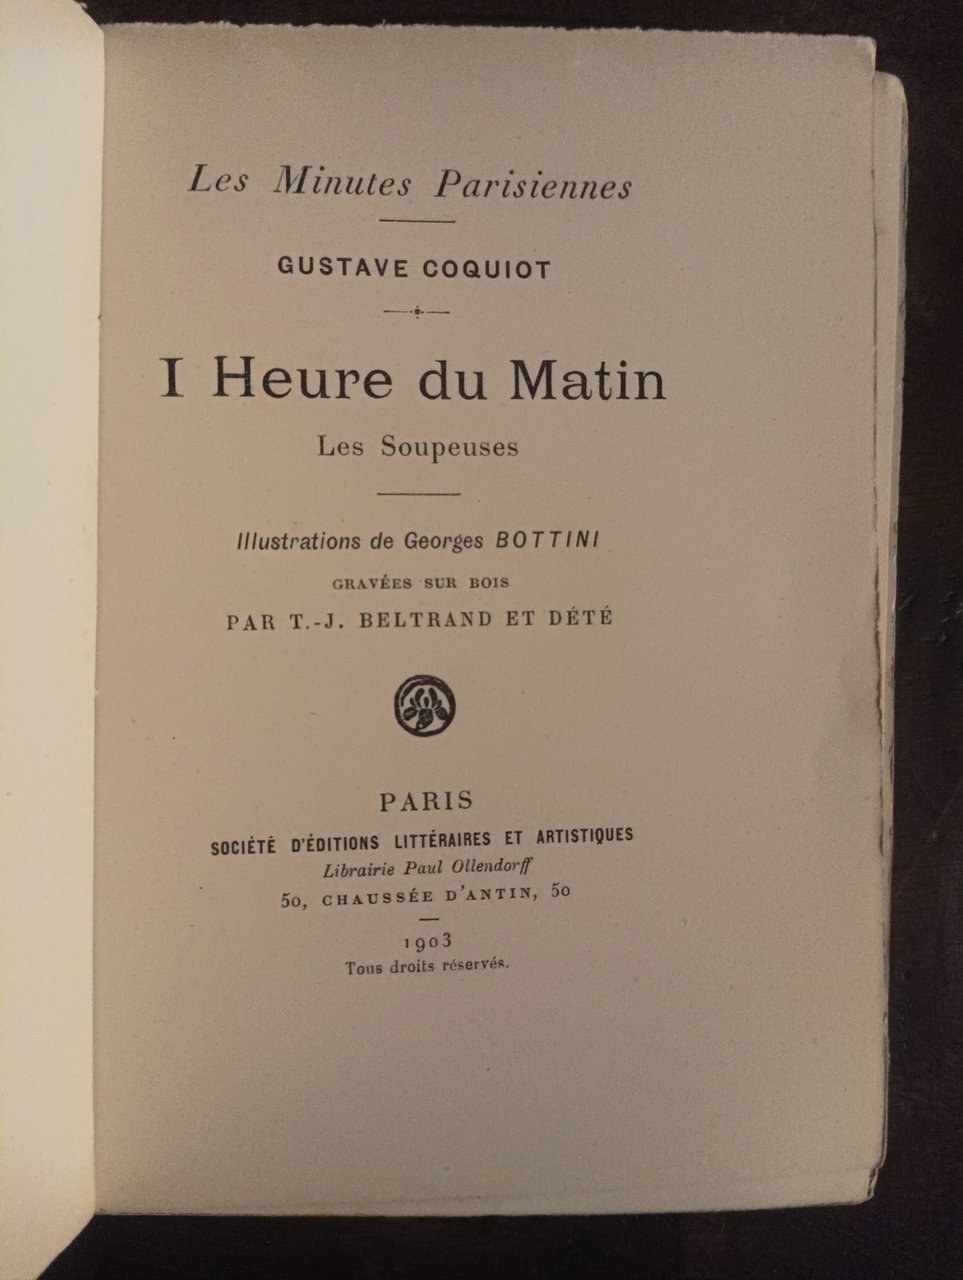 Les Minutes Parisiennes
GUSTAVE COQUIOT
I Heure du Matin
Les Soupeuses
Illustrations de Georges BOTTINI
GRAVÉES SUR BOIS
PAR T.-J. BELTRAND ET DÉTÉ
PARIS
SOCIÉTÉ D'ÉDITIONS LITTÉRAIRES ET ARTISTIQUES
Librairie Paul Ollendorff
50, CHAUSSÉE D'ANTIN, 50
1903
Tous droits réservés.